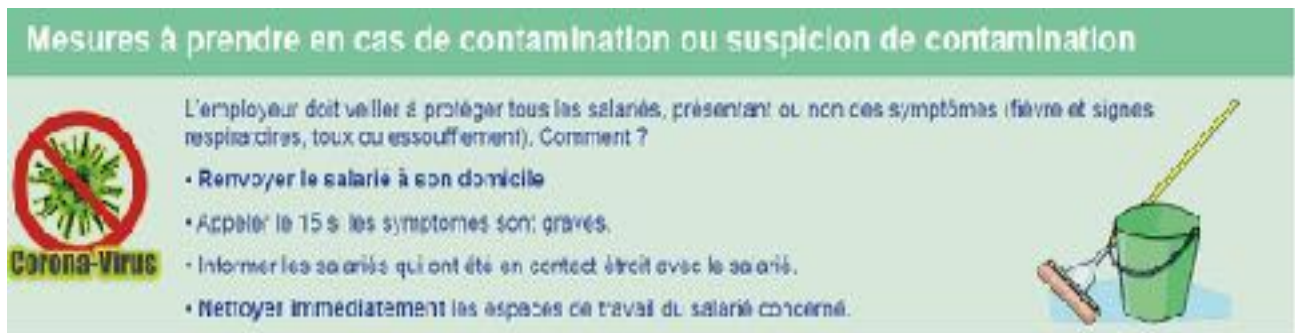 Mesures à prendre en cas de contamination ou suspicion de contamination
L'employeur doit veiller à protéger tous les salariés, présentant ou non des symptômes (fièvre et signes
respiratoires, toux ou essoufflement). Comment ?
• Renvoyer le salarié à son domicile
• Appeler le 15 si les symptomes sont graves.
• Informer les salariés qui ont été en contact étroit avec le salarié.
• Nettoyer immediatement les espaces de travail du salarié concerné.
Corona-Virus